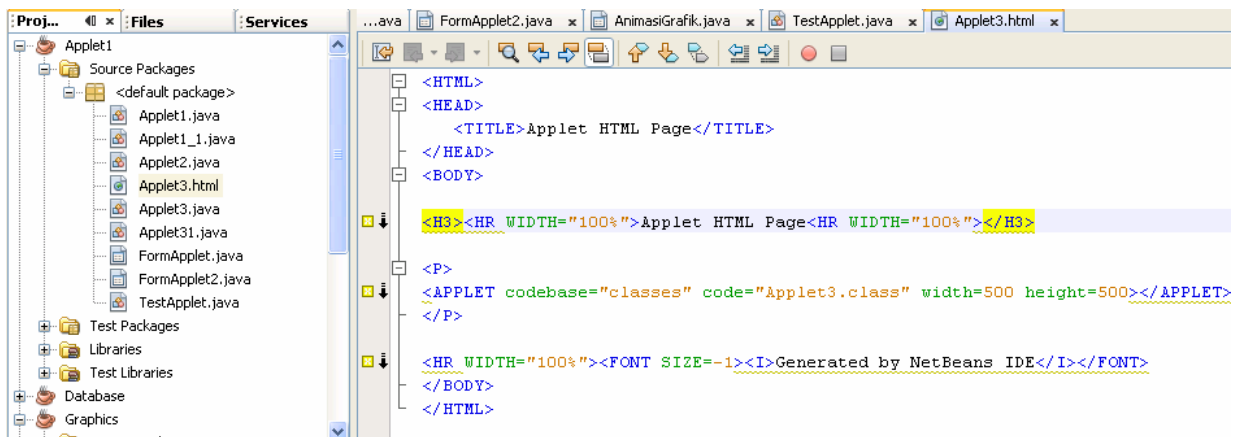 Proj... Files Services
...ava FormApplet2.java x AnimasiGrafik.java x TestApplet.java x Applet3.html x
Applet1
Source Packages
<default package>
Applet1.java
Applet1_1.java
Applet2.java
Applet3.html
Applet3.java
Applet31.java
FormApplet.java
FormApplet2.java
TestApplet.java
Test Packages
Libraries
Test Libraries
Database
Graphics
<HTML>
<HEAD>
<TITLE>Applet HTML Page</TITLE>
</HEAD>
<BODY>
<H3><HR WIDTH="100%">Applet HTML Page<HR WIDTH="100%"></H3>
<P>
<APPLET codebase="classes" code="Applet3.class" width=500 height=500></APPLET>
</P>
<HR WIDTH="100%"><FONT SIZE=-1><I>Generated by NetBeans IDE</I></FONT>
</BODY>
</HTML>